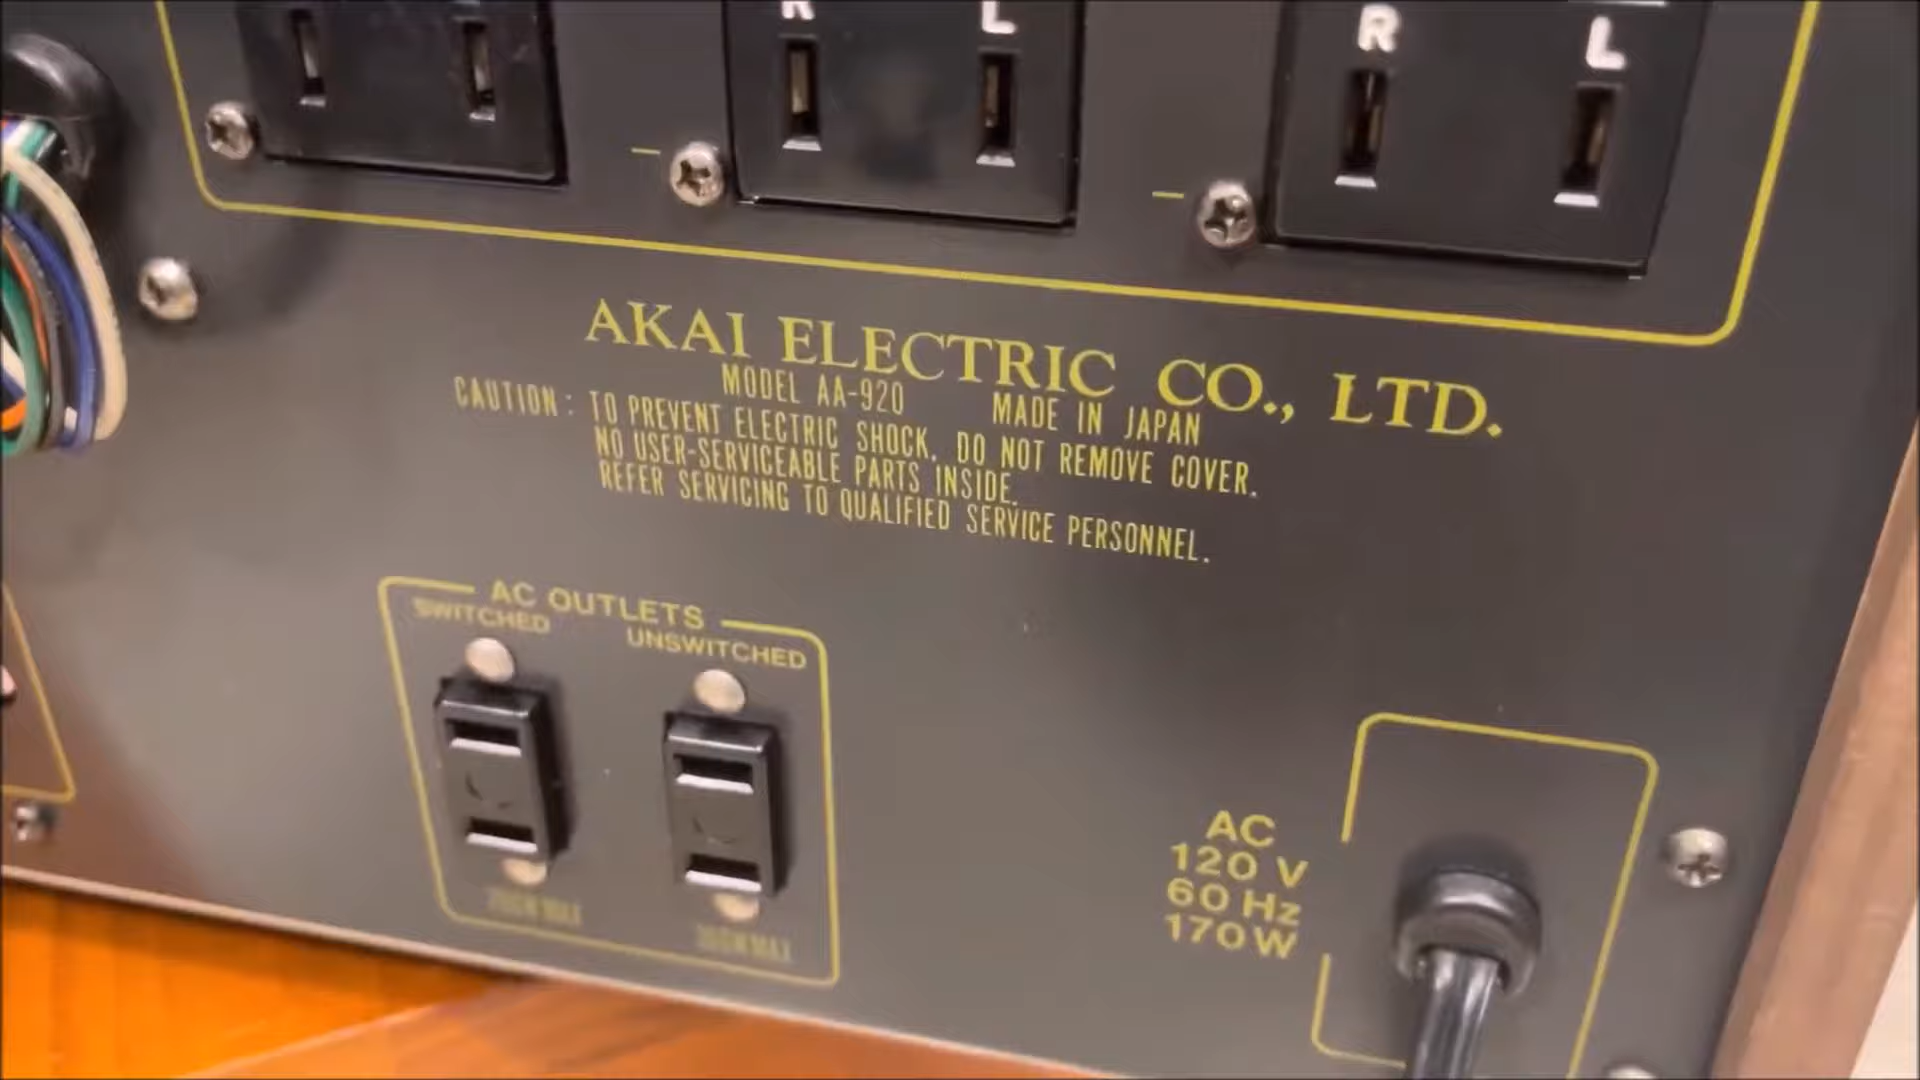 R L
R L
AKAI ELECTRIC CO., LTD.
MODEL AA-920 MADE IN JAPAN
CAUTION: TO PREVENT ELECTRIC SHOCK, DO NOT REMOVE COVER.
NO USER-SERVICEABLE PARTS INSIDE.
REFER SERVICING TO QUALIFIED SERVICE PERSONNEL.
AC OUTLETS
SWITCHED
UNSWITCHED
AC
120 V
60 Hz
170W
MAX
MAX